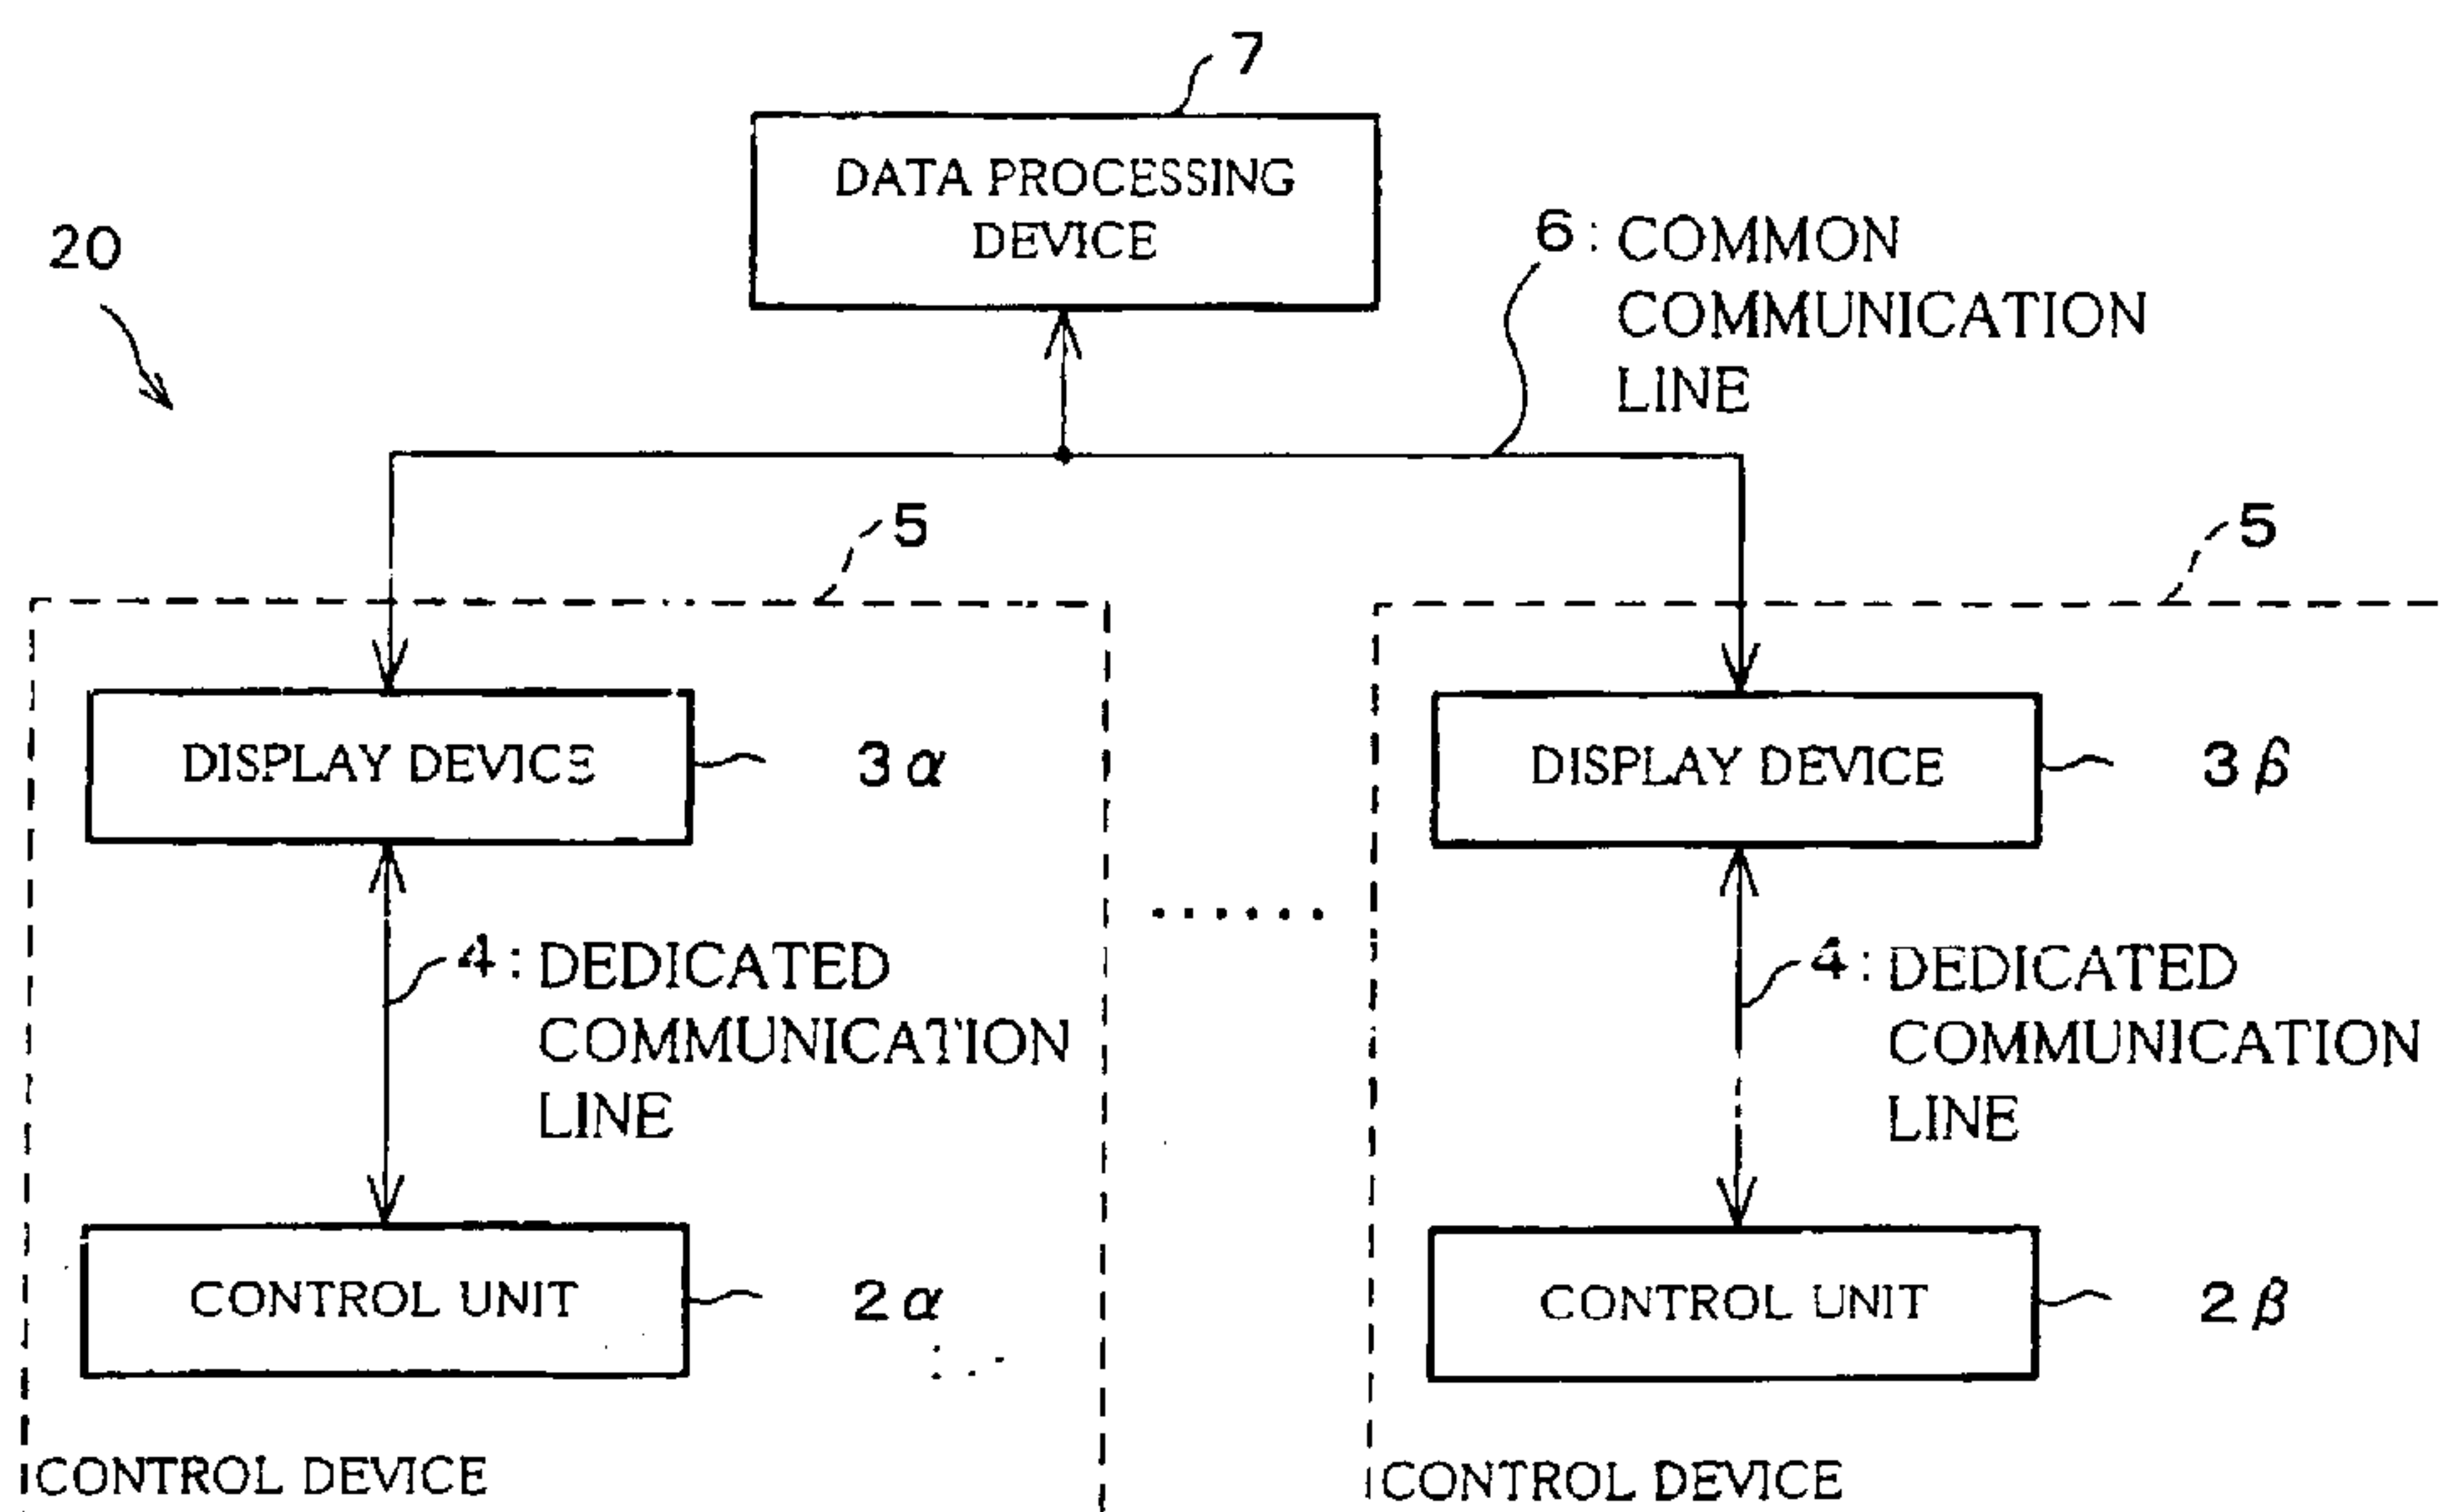 7
DATA PROCESSING
DEVICE
20
6: COMMON
COMMUNICATION
LINE
5
5
DISPLAY DEVICE
3α
DISPLAY DEVICE
3β
4: DEDICATED
COMMUNICATION
LINE
4: DEDICATED
COMMUNICATION
LINE
CONTROL UNIT
2α
CONTROL UNIT
2β
CONTROL DEVICE
CONTROL DEVICE